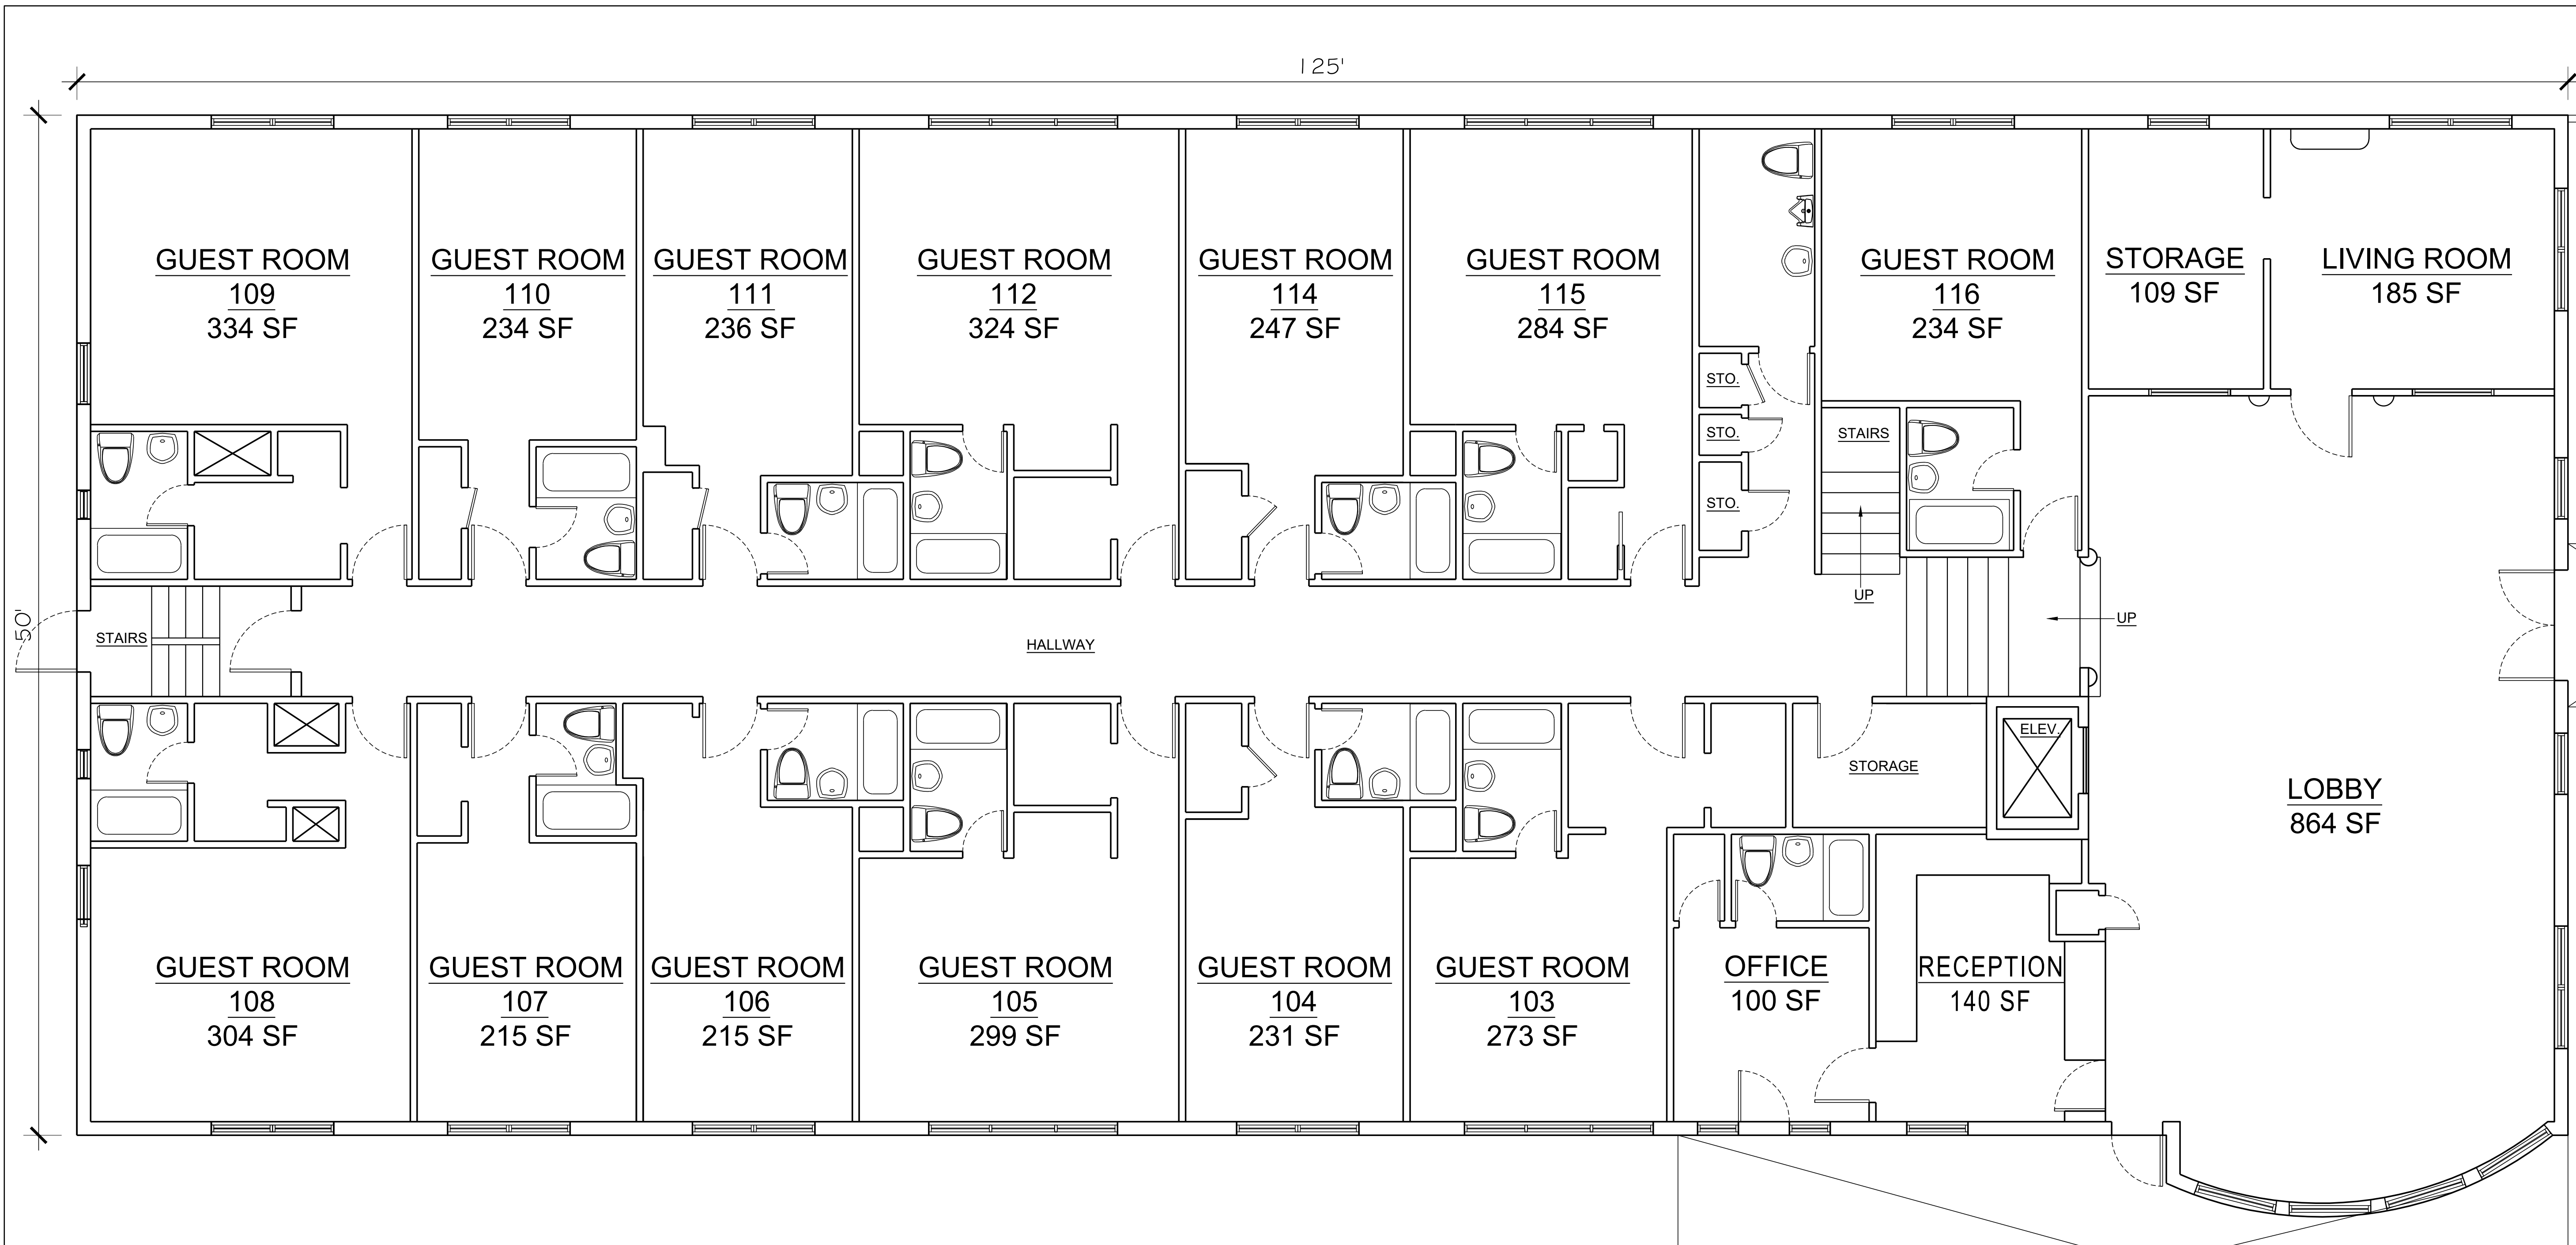 125'
50'
GUEST ROOM
109
334 SF
GUEST ROOM
110
234 SF
GUEST ROOM
111
236 SF
GUEST ROOM
112
324 SF
GUEST ROOM
114
247 SF
GUEST ROOM
115
284 SF
GUEST ROOM
116
234 SF
STORAGE
109 SF
LIVING ROOM
185 SF
STO.
STO.
STO.
STAIRS
UP
UP
STAIRS
HALLWAY
ELEV.
STORAGE
LOBBY
864 SF
GUEST ROOM
108
304 SF
GUEST ROOM
107
215 SF
GUEST ROOM
106
215 SF
GUEST ROOM
105
299 SF
GUEST ROOM
104
231 SF
GUEST ROOM
103
273 SF
OFFICE
100 SF
RECEPTION
140 SF